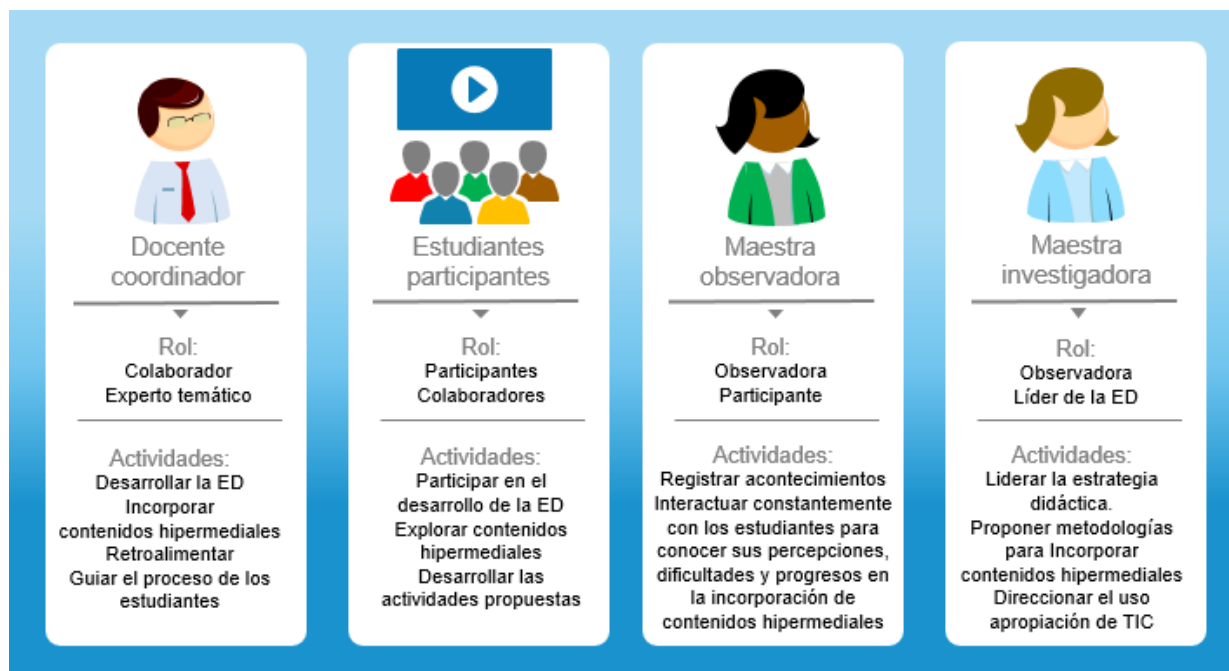 Docente
coordinador
Rol:
Colaborador
Experto temático
Actividades:
Desarrollar la ED
Incorporar
contenidos hipermediales
Retroalimentar
Guiar el proceso de los
estudiantes
Estudiantes
participantes
Rol:
Participantes
Colaboradores
Actividades:
Participar en el
desarrollo de la ED
Explorar contenidos
hipermediales
Desarrollar las
actividades propuestas
Maestra
observadora
Rol:
Observadora
Participante
Actividades:
Registrar acontecimientos
Interactuar constantemente
con los estudiantes para
conocer sus percepciones,
dificultades y progresos en
la incorporación de
contenidos hipermediales
Maestra
investigadora
Rol:
Observadora
Líder de la ED
Actividades:
Liderar la estrategia
didáctica.
Proponer metodologías
para Incorporar
contenidos hipermediales
Direccionar el uso
apropiación de TIC